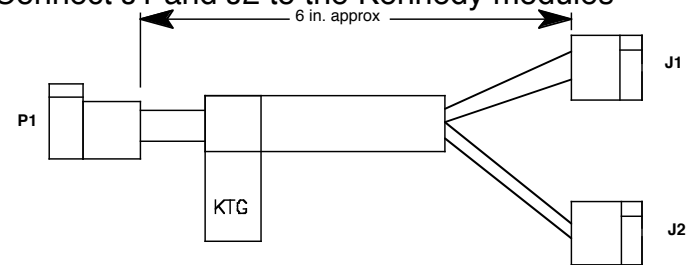 Connect J1 and J2 to the Kennedy modules
6 in. approx
J1
P1
KTG
J2